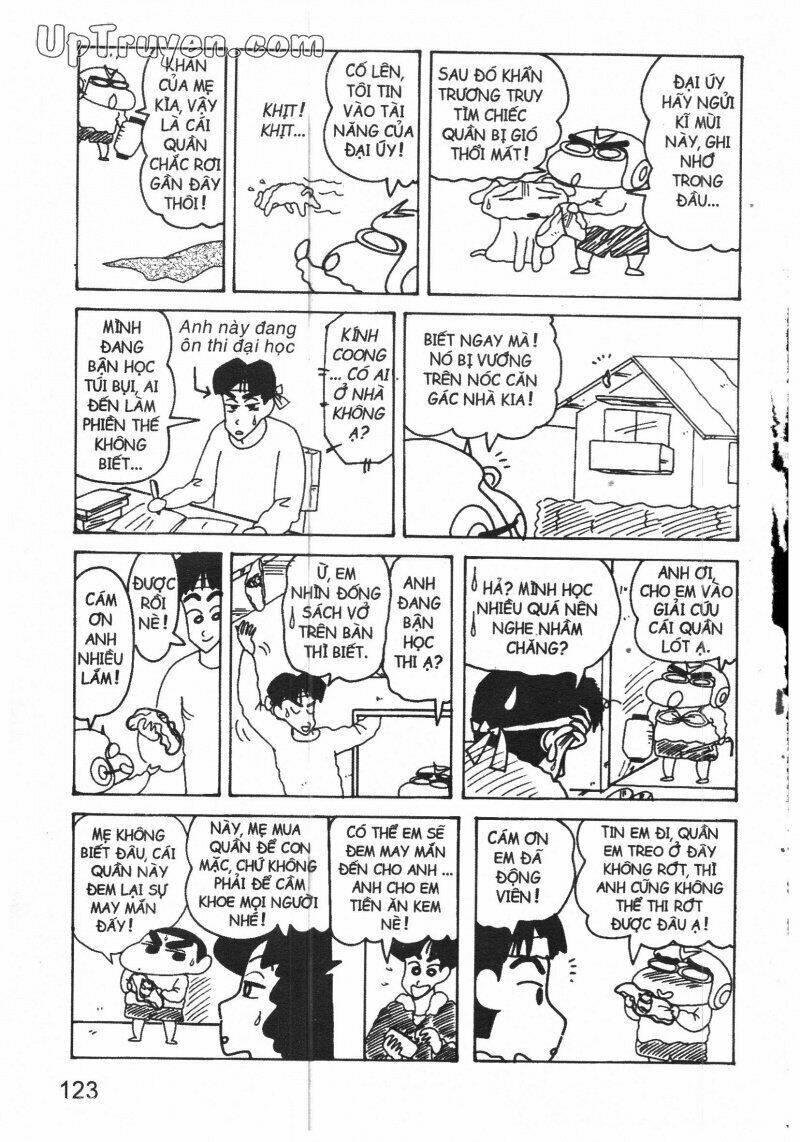 UpTruyen.com
ĐẠI ÚY
HÃY NGỬI
KĨ MÙI
NÀY, GHI
NHỚ
TRONG
ĐẦU...
SAU ĐÓ KHẨN
TRƯƠNG TRUY
TÌM CHIẾC
QUẦN BỊ GIÓ
THỔI MẤT!
CỐ LÊN,
TÔI TIN
VÀO TÀI
NĂNG CỦA
ĐẠI ÚY!
KHỊT!
KHỊT...
KHĂN
CỦA MẸ
KÌA, VẬY
LÀ CÁI
QUẦN
CHẮC RƠI
GẦN ĐÂY
THÔI!
BIẾT NGAY MÀ!
NÓ BỊ VƯỚNG
TRÊN NÓC CĂN
GÁC NHÀ KIA!
KÍNH
COONG
... CÓ AI
Ở NHÀ
KHÔNG
Ạ?
Anh này đang
ôn thi đại học
MÌNH
ĐANG
BẬN HỌC
TÚI BỤI, AI
ĐẾN LÀM
PHIỀN THẾ
KHÔNG
BIẾT...
ANH ƠI,
CHO EM VÀO
GIẢI CỨU
CÁI QUẦN
LÓT Ạ.
HẢ? MÌNH HỌC
NHIỀU QUÁ NÊN
NGHE NHẦM
CHĂNG?
ANH
ĐANG
BẬN HỌC
THI Ạ?
Ừ, EM
NHÌN ĐỐNG
SÁCH VỞ
TRÊN BÀN
THÌ BIẾT.
ĐƯỢC
RỒI
NÈ!
CÁM
ƠN
ANH
NHIỀU
LẮM!
TIN EM ĐI, QUẦN
EM TREO Ở ĐÂY
KHÔNG RỚT, THÌ
ANH CŨNG KHÔNG
THỂ THI RỚT
ĐƯỢC ĐÂU Ạ!
CÁM ƠN
EM ĐÃ
ĐỘNG
VIÊN!
CÓ THỂ EM SẼ
ĐEM MAY MẮN
ĐẾN CHO ANH ...
ANH CHO EM
TIỀN ĂN KEM
NÈ!
NÀY, MẸ MUA
QUẦN ĐỂ CON
MẶC, CHỨ KHÔNG
PHẢI ĐỂ CẦM
KHOE MỌI NGƯỜI
NHÉ!
MẸ KHÔNG
BIẾT ĐÂU, CÁI
QUẦN NÀY
ĐEM LẠI SỰ
MAY MẮN
ĐẤY!
123